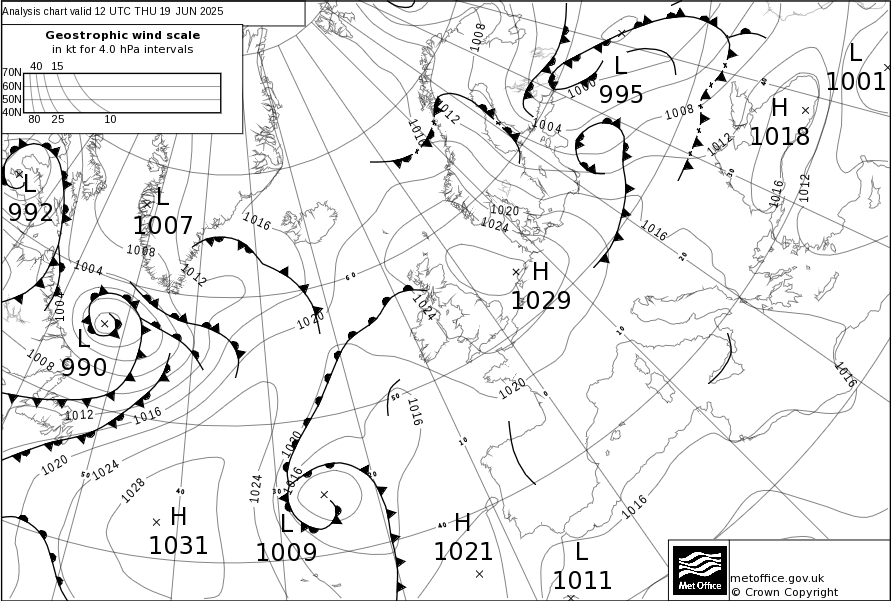 Analysis chart valid 12 UTC THU 19 JUN 2025
Geostrophic wind scale
in kt for 4.0 hPa intervals
40 15
70N
60N
50N
40N
80 25 10
1008
L
995
1000
L
1001
H
1018
1012
1016
1004
1008
1012
1016
1012
L
992
L
1007
1008
1004
1004
1016
1012
1020
1020
1024
1016
H
1029
1024
L
990
1008
1012
1016
1020
1024
1028
H
1031
1024
1020
1016
L
1009
1016
1020
H
1021
L
1011
1016
1016
60
50
50
40
30
20
10
40
0
10
20
30
40
Met Office
metoffice.gov.uk
© Crown Copyright